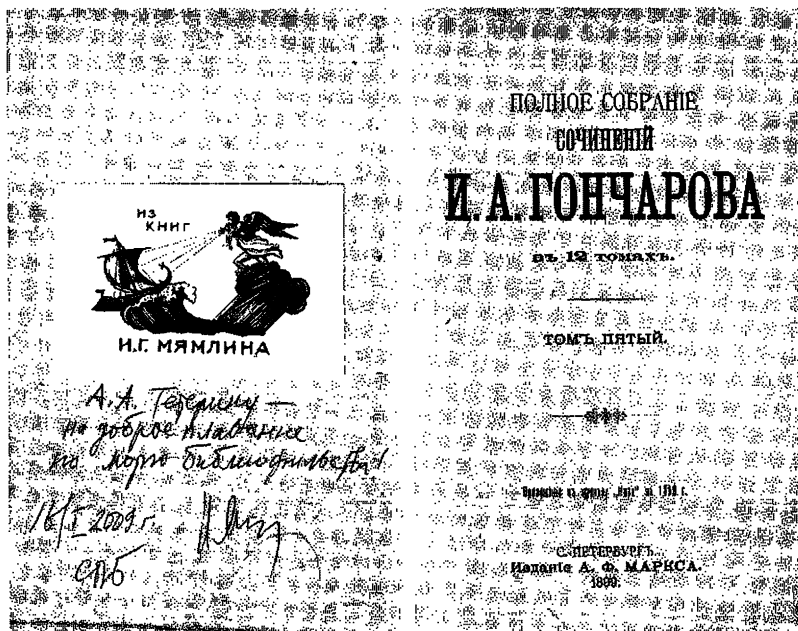 ИЗ
КНИГ
И.Г. МЯМЛИНА
А.А. Тетерину —
на доброе плавание
по морю библиофильства!
16/I 2009 г.
СПб
ПОЛНОЕ СОБРАНІЕ
СОЧИНЕНІЙ
И. А. ГОНЧАРОВА
въ 12 томахъ.
ТОМЪ ПЯТЫЙ.
С.-ПЕТЕРБУРГЪ.
Изданіе А. Ф. МАРКСА.
1899.